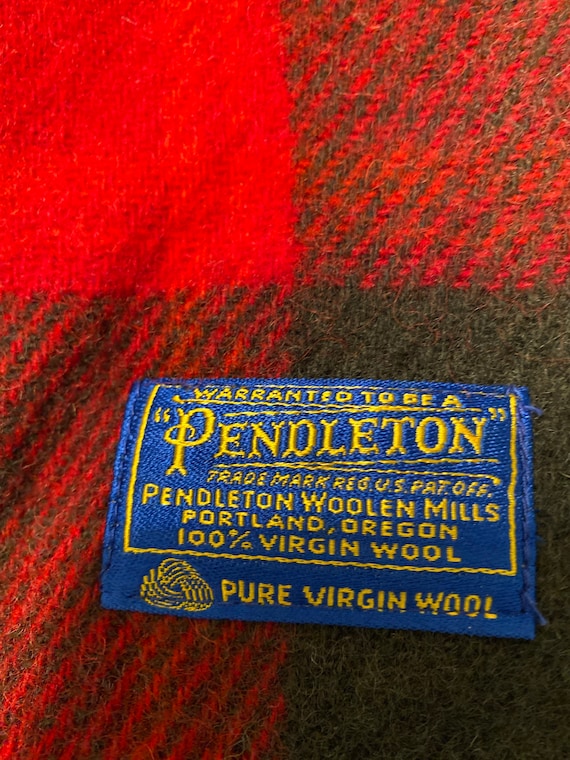 WARRANTED TO BE A
"PENDLETON"
TRADE MARK REG. U.S. PAT. OFF.
PENDLETON WOOLEN MILLS
PORTLAND, OREGON
100% VIRGIN WOOL
PURE VIRGIN WOOL